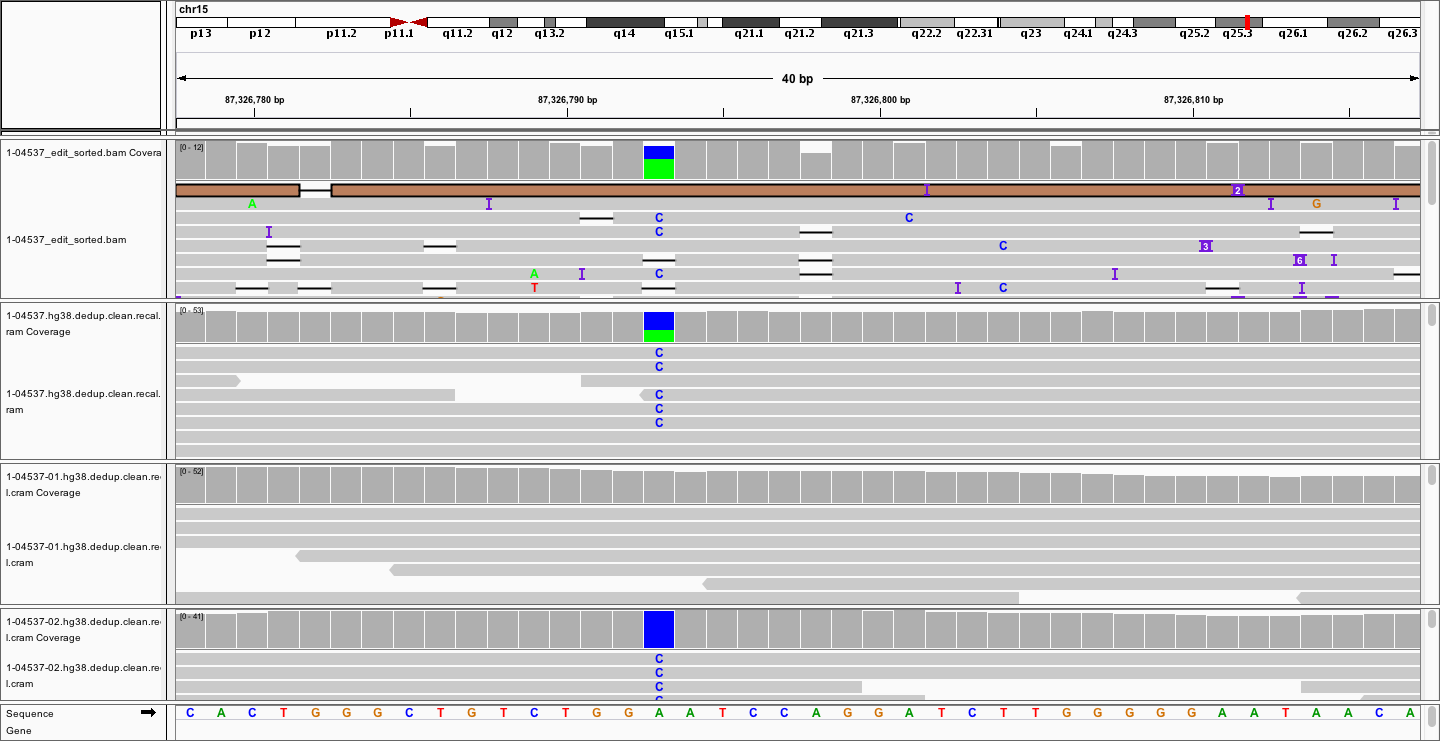 chr15
p13 p12 p11.2 p11.1 q11.2 q12 q13.2 q14 q15.1 q21.1 q21.2 q21.3 q22.2 q22.31 q23 q24.1 q24.3 q25.2 q25.3 q26.1 q26.2 q26.3
40 bp
87,326,780 bp 87,326,790 bp 87,326,800 bp 87,326,810 bp
1-04537_edit_sorted.bam Covera
[0 - 12]
2
A G
C C
C
1-04537_edit_sorted.bam
C 3
6
A C
T C
1-04537.hg38.dedup.clean.recal.
ram Coverage
[0 - 53]
C
C
1-04537.hg38.dedup.clean.recal.
ram
C
C
C
1-04537-01.hg38.dedup.clean.re
l.cram Coverage
[0 - 52]
1-04537-01.hg38.dedup.clean.re
l.cram
1-04537-02.hg38.dedup.clean.re
l.cram Coverage
[0 - 41]
1-04537-02.hg38.dedup.clean.re
l.cram
C
C
C
C
Sequence
C A C T G G G C T G T C T G G A A T C C A G G A T C T T G G G G G A A T A A C A
Gene